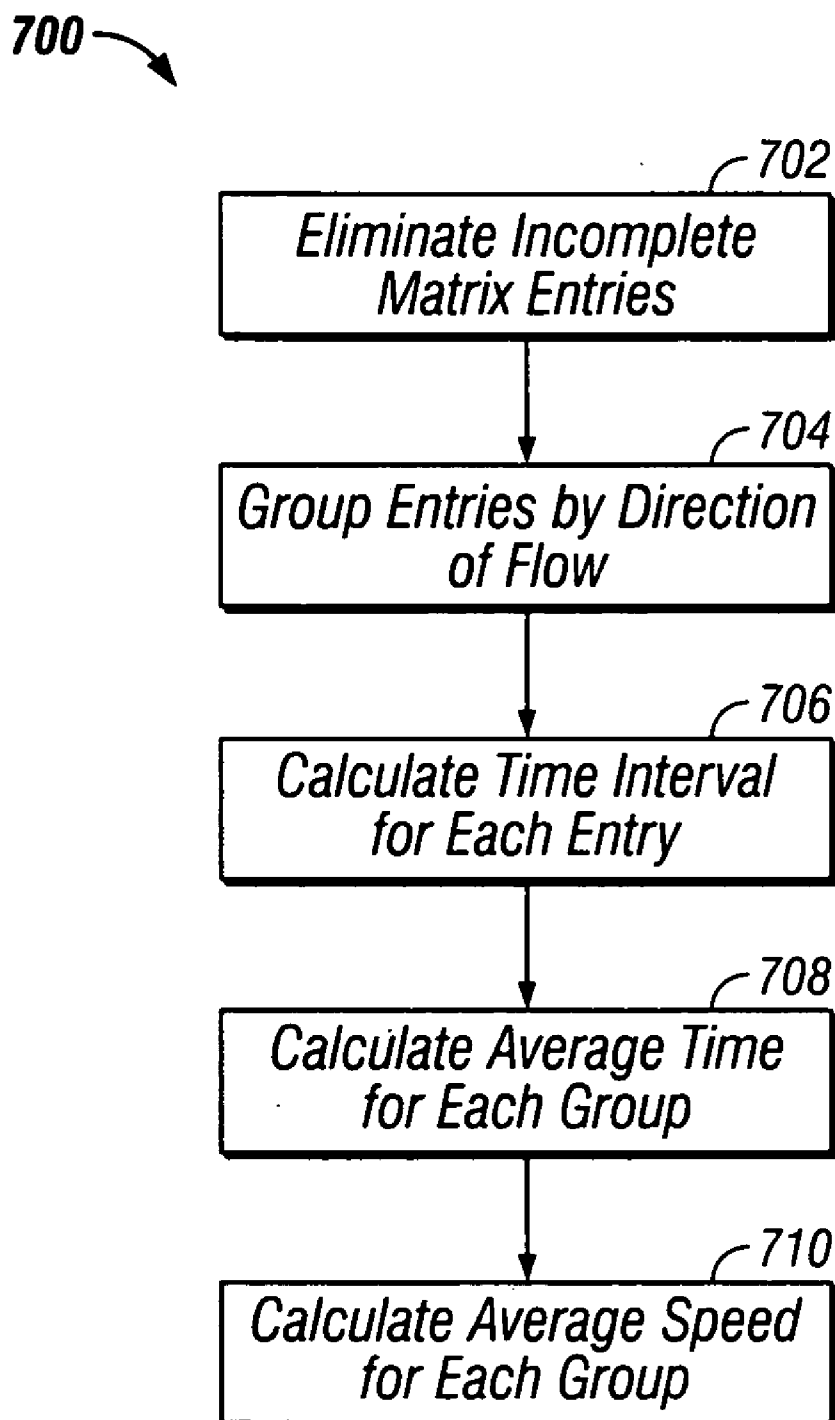 700
702
Eliminate Incomplete
Matrix Entries
704
Group Entries by Direction
of Flow
706
Calculate Time Interval
for Each Entry
708
Calculate Average Time
for Each Group
710
Calculate Average Speed
for Each Group